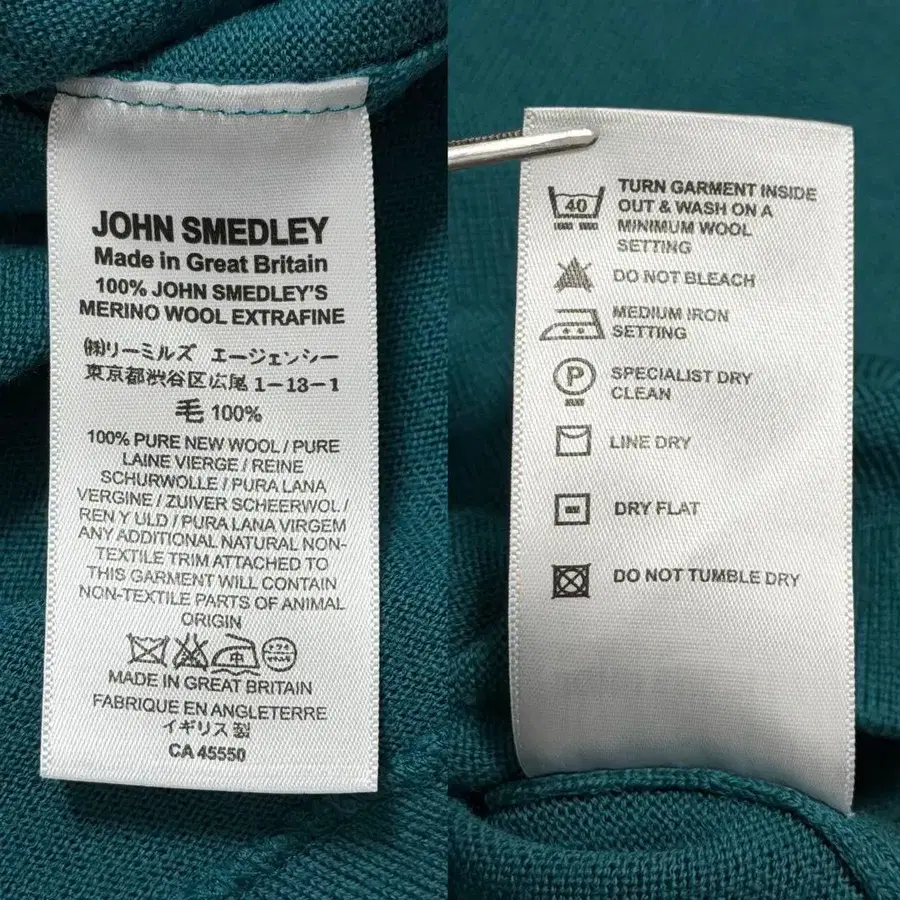 JOHN SMEDLEY
Made in Great Britain
100% JOHN SMEDLEY'S
MERINO WOOL EXTRAFINE
㈱リーミルズ エージェンシー
東京都渋谷区広尾 1-13-1
毛 100%
100% PURE NEW WOOL / PURE
LAINE VIERGE / REINE
SCHURWOLLE / PURA LANA
VERGINE / ZUIVER SCHEERWOL /
REN Y ULD / PURA LANA VIRGEM
ANY ADDITIONAL NATURAL NON-
TEXTILE TRIM ATTACHED TO
THIS GARMENT WILL CONTAIN
NON-TEXTILE PARTS OF ANIMAL
ORIGIN
中
MADE IN GREAT BRITAIN
FABRIQUE EN ANGLETERRE
イギリス製
CA 45550
40
TURN GARMENT INSIDE
OUT & WASH ON A
MINIMUM WOOL
SETTING
DO NOT BLEACH
MEDIUM IRON
SETTING
P
SPECIALIST DRY
CLEAN
LINE DRY
DRY FLAT
DO NOT TUMBLE DRY